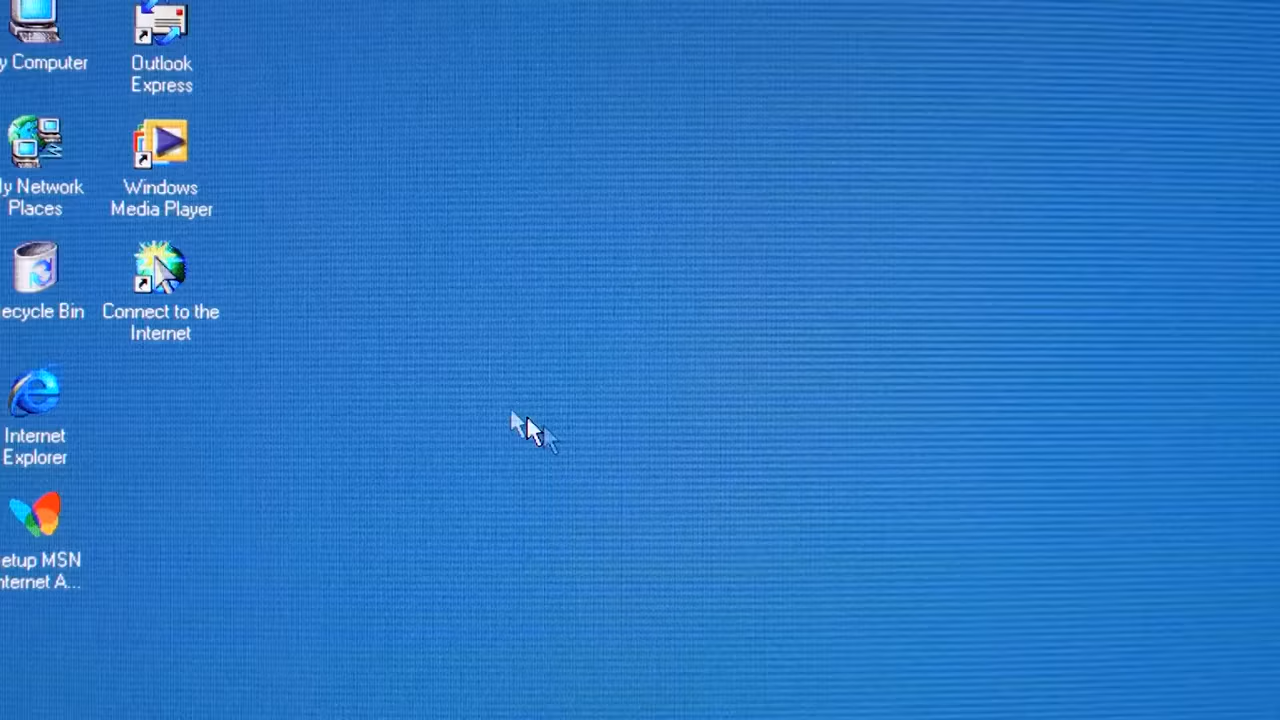 y Computer
Outlook
Express
y Network
Places
Windows
Media Player
ecycle Bin
Connect to the
Internet
Internet
Explorer
etup MSN
nternet A...